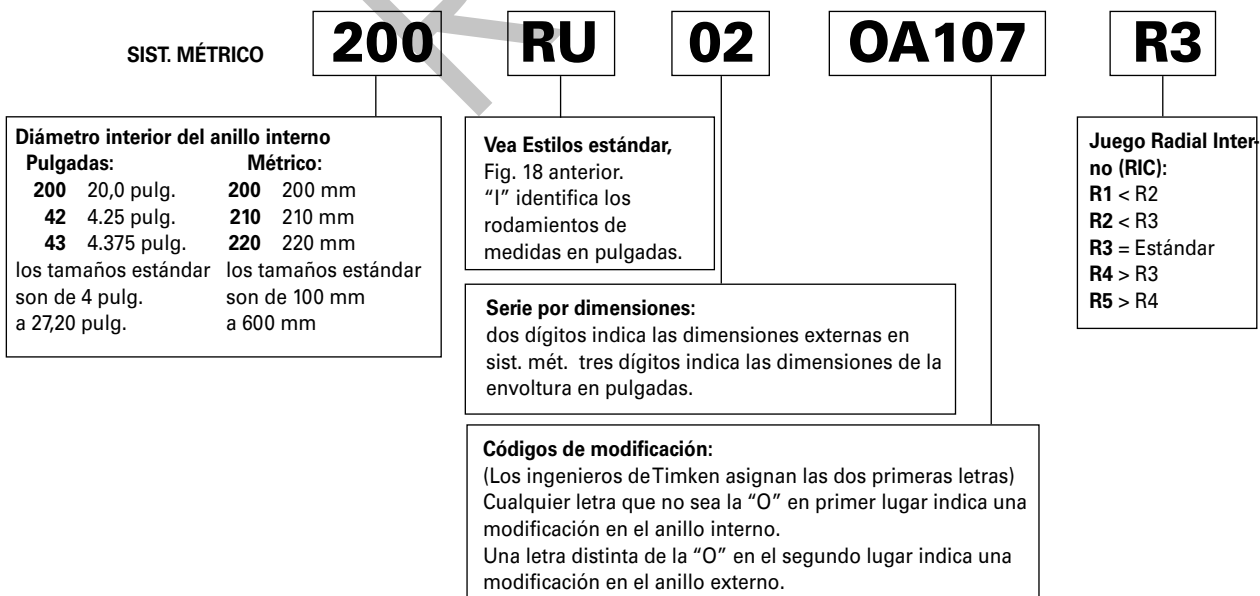 SIST. MÉTRICO 200 RU 02 OA107 R3
Diámetro interior del anillo interno
Pulgadas: Métrico:
200 20,0 pulg. 200 200 mm
42 4.25 pulg. 210 210 mm
43 4.375 pulg. 220 220 mm
los tamaños estándar los tamaños estándar
son de 4 pulg. son de 100 mm
a 27,20 pulg. a 600 mm
Vea Estilos estándar,
Fig. 18 anterior.
“I” identifica los
rodamientos de
medidas en pulgadas.
Juego Radial Inter-
no (RIC):
R1 < R2
R2 < R3
R3 = Estándar
R4 > R3
R5 > R4
Serie por dimensiones:
dos dígitos indica las dimensiones externas en
sist. mét. tres dígitos indica las dimensiones de la
envoltura en pulgadas.
Códigos de modificación:
(Los ingenieros de Timken asignan las dos primeras letras)
Cualquier letra que no sea la “O” en primer lugar indica una
modificación en el anillo interno.
Una letra distinta de la “O” en el segundo lugar indica una
modificación en el anillo externo.